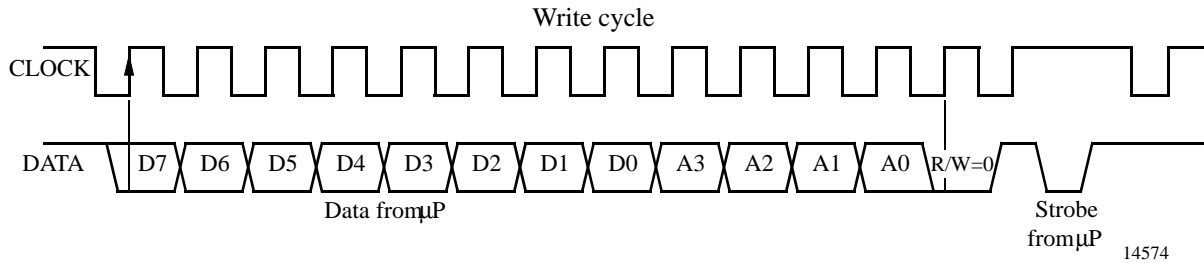 Write cycle
CLOCK
DATA D7 D6 D5 D4 D3 D2 D1 D0 A3 A2 A1 A0 R/W=0
Data fromμP
Strobe
fromμP
14574